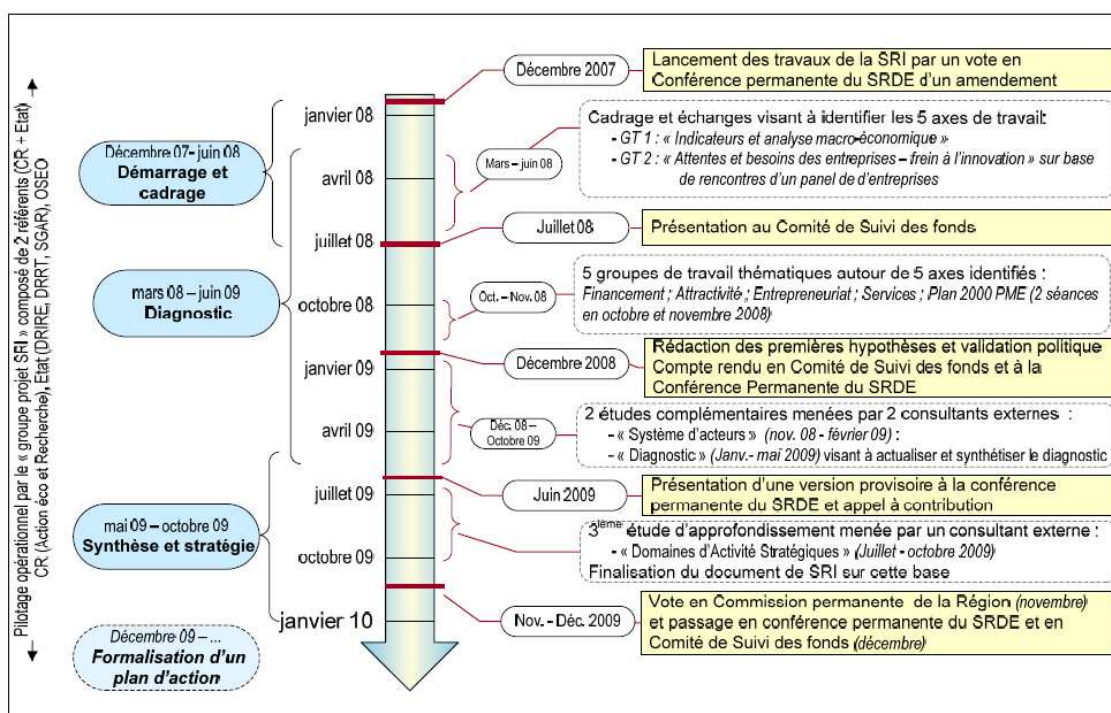 Pilotage opérationnel par le « groupe projet SRI » composé de 2 référents (CR + Etat)
CR (Action éco et Recherche), Etat (DRIRE, DRRT, SGAR), OSEO
Décembre 07- juin 08
Démarrage et
cadrage
mars 08 – juin 09
Diagnostic
mai 09 – octobre 09
Synthèse et stratégie
Décembre 09 – ...
Formalisation d'un
plan d'action
janvier 08
avril 08
juillet 08
octobre 08
janvier 09
avril 09
juillet 09
octobre 09
janvier 10
Décembre 2007
Lancement des travaux de la SRI par un vote en
Conférence permanente du SRDE d'un amendement
Mars – juin 08
Cadrage et échanges visant à identifier les 5 axes de travail:
- GT 1 : « Indicateurs et analyse macro-économique »
- GT 2 : « Attentes et besoins des entreprises – frein à l'innovation » sur base
de rencontres d'un panel de d'entreprises
Juillet 08
Présentation au Comité de Suivi des fonds
Oct. – Nov. 08
5 groupes de travail thématiques autour de 5 axes identifiés :
Financement ; Attractivité ; Entrepreneuriat ; Services ; Plan 2000 PME (2 séances
en octobre et novembre 2008)
Décembre 2008
Rédaction des premières hypothèses et validation politique
Compte rendu en Comité de Suivi des fonds et à la
Conférence Permanente du SRDE
Déc. 08 –
Octobre 09
2 études complémentaires menées par 2 consultants externes :
- « Système d'acteurs » (nov. 08 - février 09) :
- « Diagnostic » (Janv.- mai 2009) visant à actualiser et synthétiser le diagnostic
Juin 2009
Présentation d'une version provisoire à la conférence
permanente du SRDE et appel à contribution
3ième étude d'approfondissement menée par un consultant externe :
- « Domaines d'Activité Stratégiques » (Juillet - octobre 2009)
Finalisation du document de SRI sur cette base
Nov. - Déc. 2009
Vote en Commission permanente de la Région (novembre)
et passage en conférence permanente du SRDE et en
Comité de Suivi des fonds (décembre)